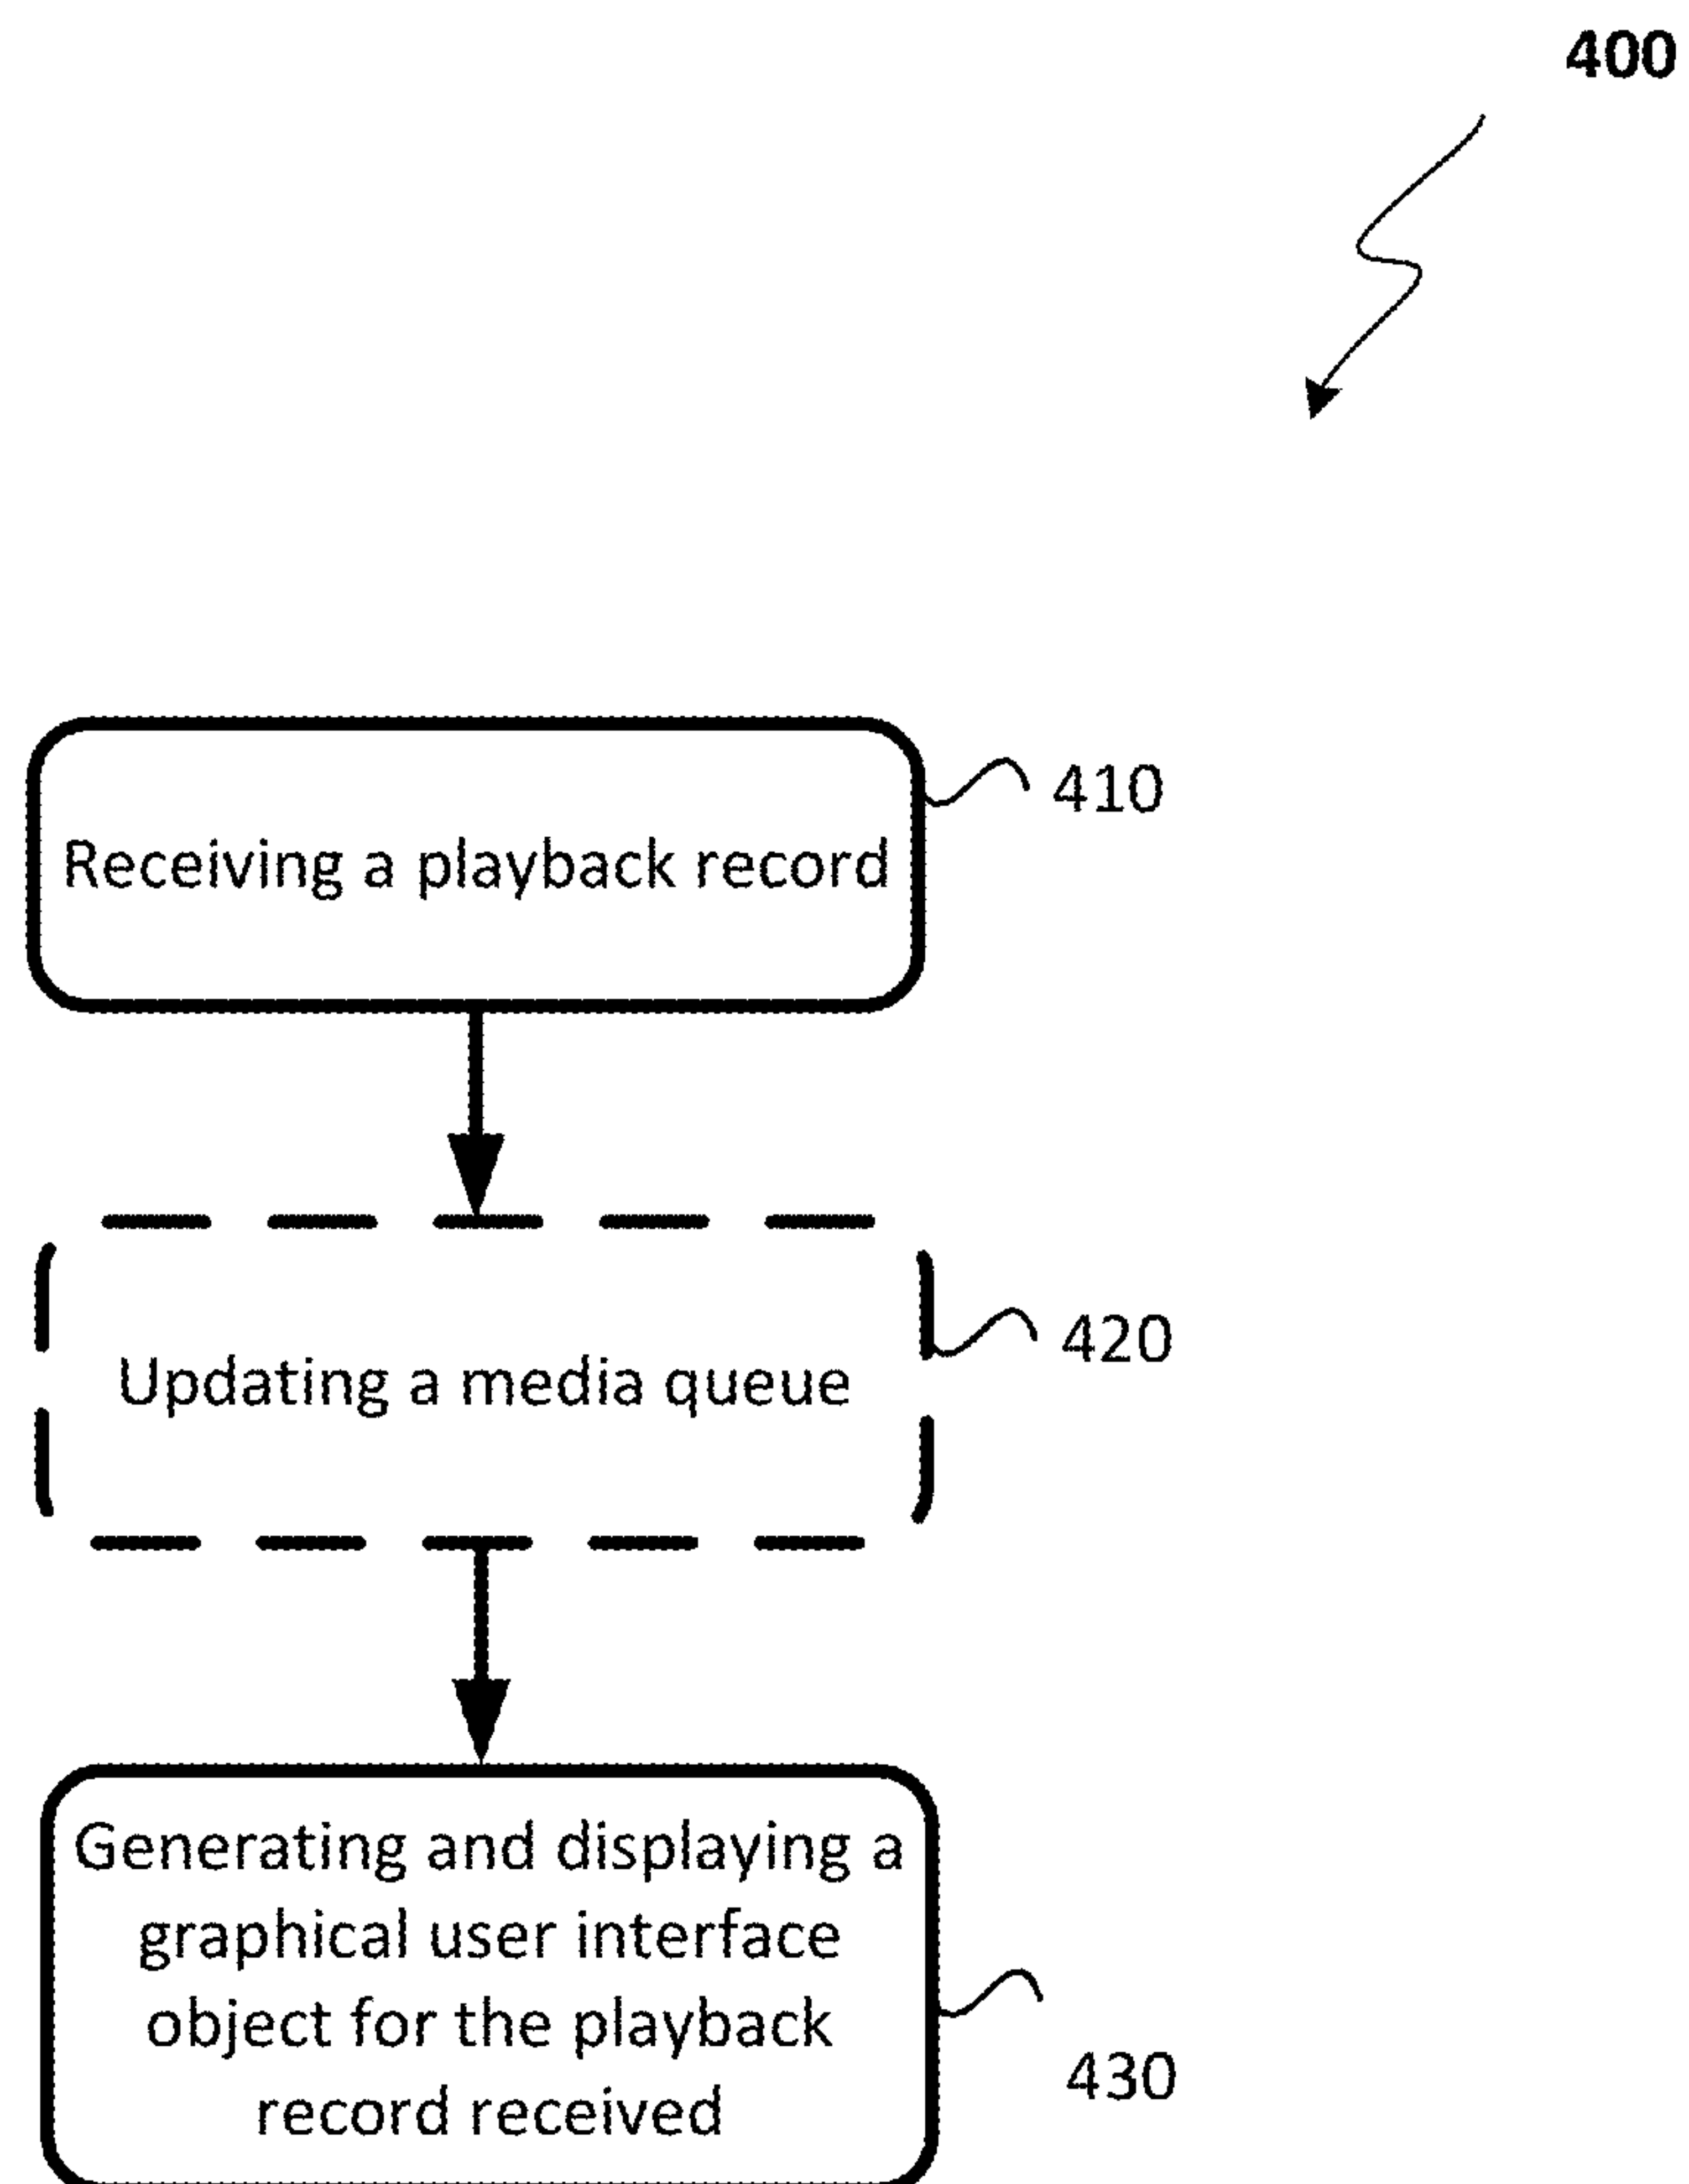 400
Receiving a playback record
410
Updating a media queue
420
Generating and displaying a
graphical user interface
object for the playback
record received
430